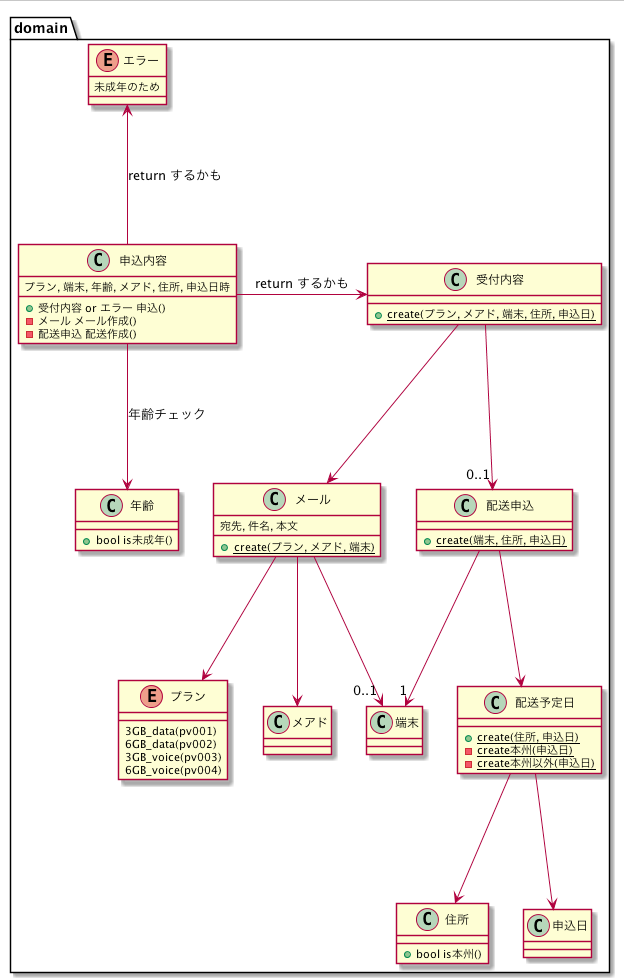 domain
E エラー
未成年のため
return するかも
C 申込内容
プラン, 端末, 年齢, メアド, 住所, 申込日時
受付内容 or エラー 申込()
メール メール作成()
配送申込 配送作成()
return するかも
C 受付内容
create(プラン, メアド, 端末, 住所, 申込日)
年齢チェック
0..1
C 年齢
bool is未成年()
C メール
宛先, 件名, 本文
create(プラン, メアド, 端末)
C 配送申込
create(端末, 住所, 申込日)
0..1
1
E プラン
3GB_data(pv001)
6GB_data(pv002)
3GB_voice(pv003)
6GB_voice(pv004)
C メアド
C 端末
C 配送予定日
create(住所, 申込日)
create本州(申込日)
create本州以外(申込日)
C 住所
bool is本州()
C 申込日